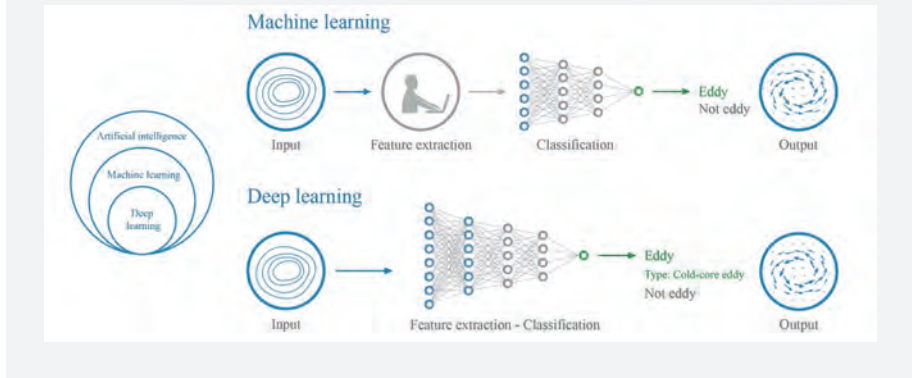 Machine learning
Input
Feature extraction
Classification
Eddy
Not eddy
Output
Artificial intelligence
Machine learning
Deep
learning
Deep learning
Input
Feature extraction - Classification
Eddy
Type: Cold-core eddy
Not eddy
Output